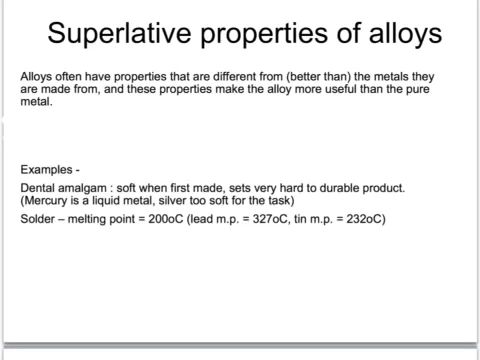 Superlative properties of alloys
Alloys often have properties that are different from (better than) the metals they
are made from, and these properties make the alloy more useful than the pure
metal.
Examples -
Dental amalgam : soft when first made, sets very hard to durable product.
(Mercury is a liquid metal, silver too soft for the task)
Solder – melting point = 200oC (lead m.p. = 327oC, tin m.p. = 232oC)